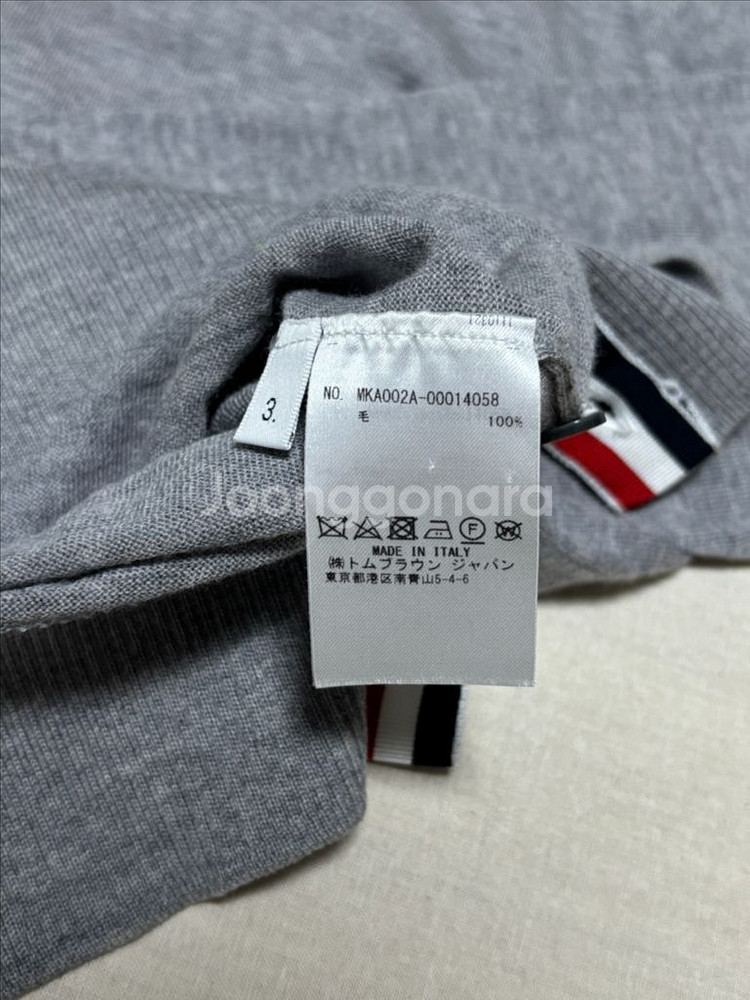 3.
NO. MKA002A-00014058
毛 100%
Joonggonara
MADE IN ITALY
(株)トムブラウン ジャパン
東京都港区南青山5-4-6